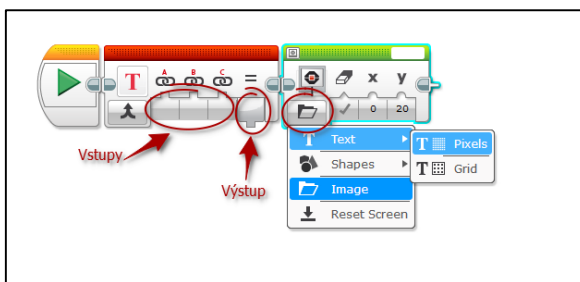 A B C
T = x y
0 20
T Text T Pixels
Vstupy Shapes T Grid
Výstup Image
Reset Screen